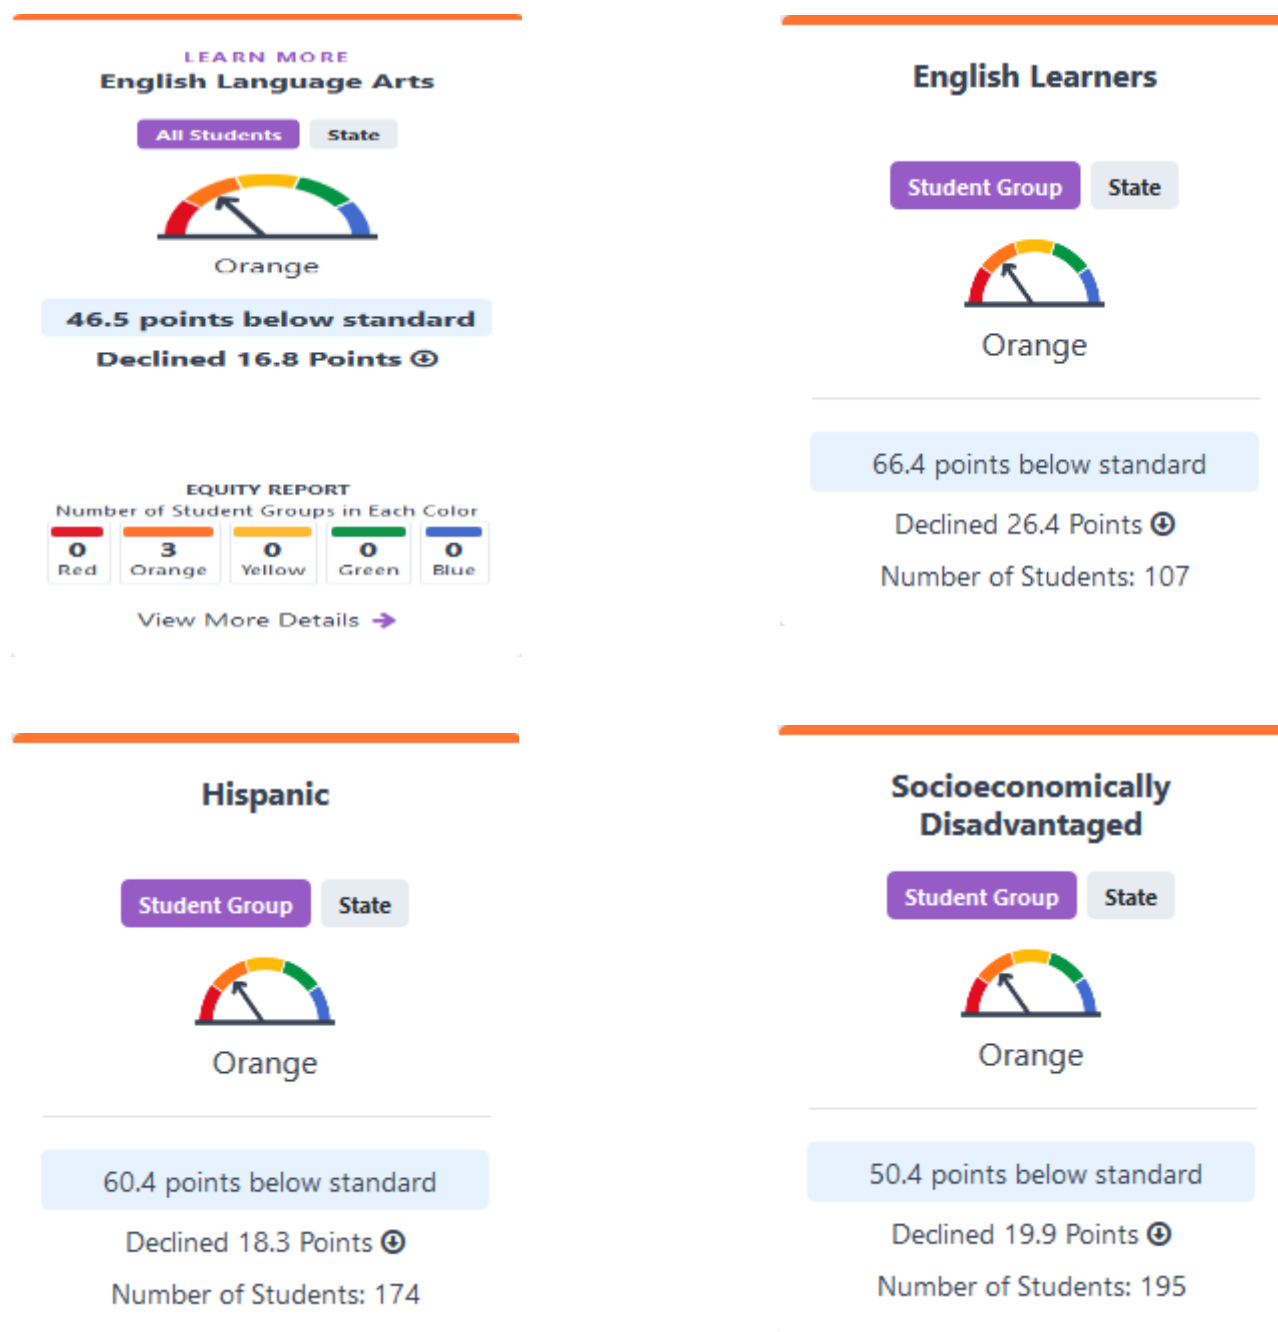 LEARN MORE
English Language Arts
All Students State
Orange
46.5 points below standard
Declined 16.8 Points
EQUITY REPORT
Number of Student Groups in Each Color
0 3 0 0 0
Red Orange Yellow Green Blue
View More Details
English Learners
Student Group State
Orange
66.4 points below standard
Declined 26.4 Points
Number of Students: 107
Hispanic
Student Group State
Orange
60.4 points below standard
Declined 18.3 Points
Number of Students: 174
Socioeconomically
Disadvantaged
Student Group State
Orange
50.4 points below standard
Declined 19.9 Points
Number of Students: 195